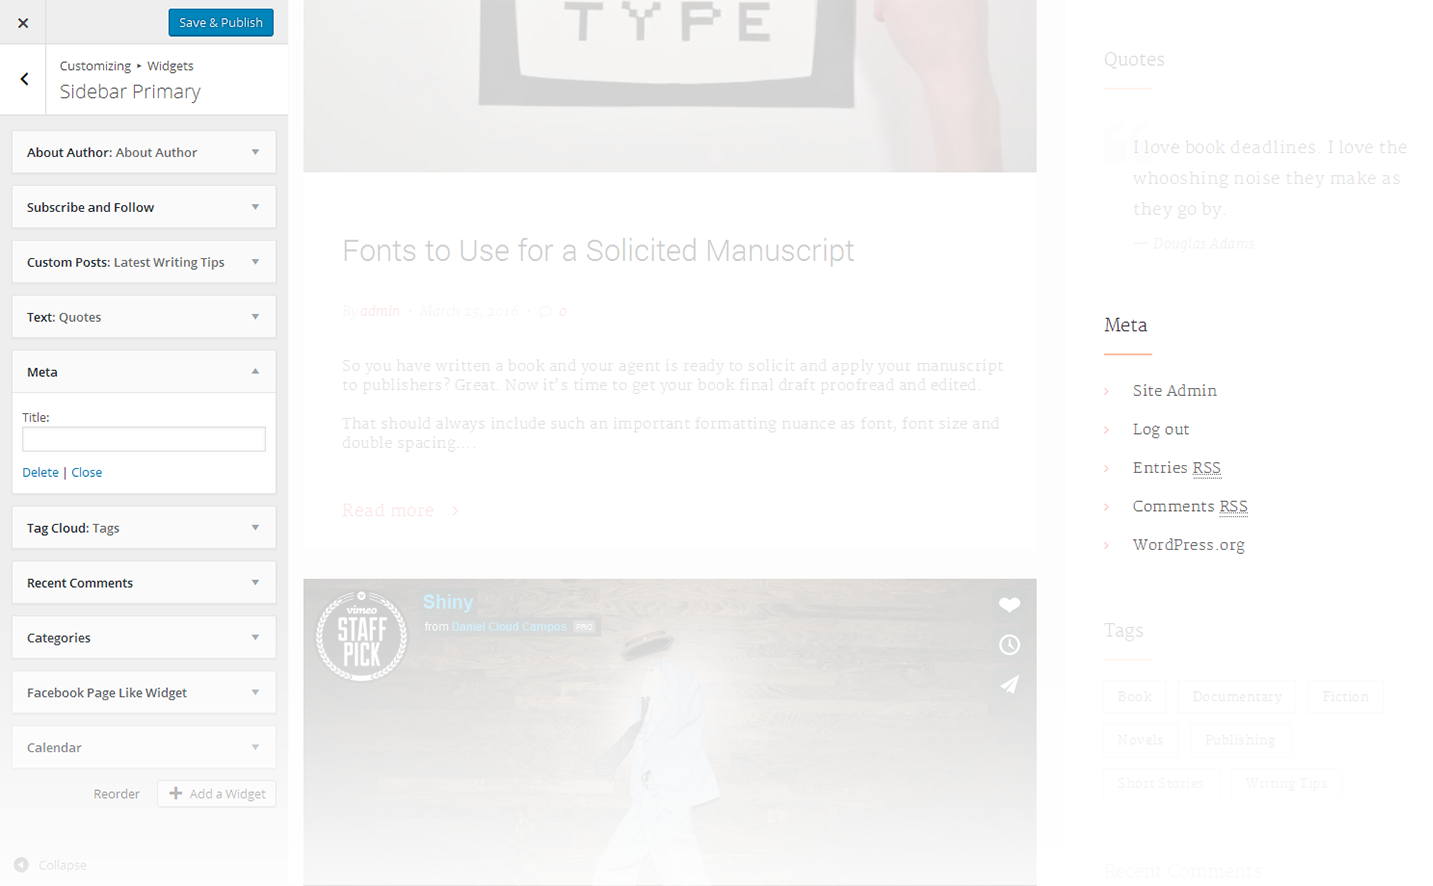 Save & Publish
Customizing ▸ Widgets
Sidebar Primary
About Author: About Author
Subscribe and Follow
Custom Posts: Latest Writing Tips
Text: Quotes
Meta
Title:
Delete | Close
Tag Cloud: Tags
Recent Comments
Categories
Facebook Page Like Widget
Calendar
Reorder
Add a Widget
Collapse
TYPE
Fonts to Use for a Solicited Manuscript
By admin · March 25, 2016 · 0
So you have written a book and your agent is ready to solicit and apply your manuscript
to publishers? Great. Now it's time to get your book final draft proofread and edited.
That should always include such an important formatting nuance as font, font size and
double spacing....
Read more
vimeo
STAFF
PICK
Shiny
from Daniel Cloud Campos PRO
Quotes
I love book deadlines. I love the
whooshing noise they make as
they go by.
— Douglas Adams
Meta
Site Admin
Log out
Entries RSS
Comments RSS
WordPress.org
Tags
Book Documentary Fiction
Novels Publishing
Short Stories Writing Tips
Recent Comments